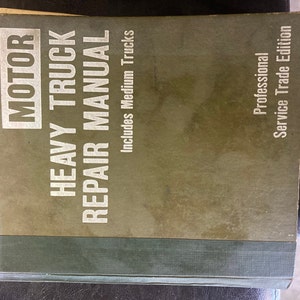 MOTOR
HEAVY TRUCK
REPAIR MANUAL
Includes Medium Trucks
Professional
Service Trade Edition